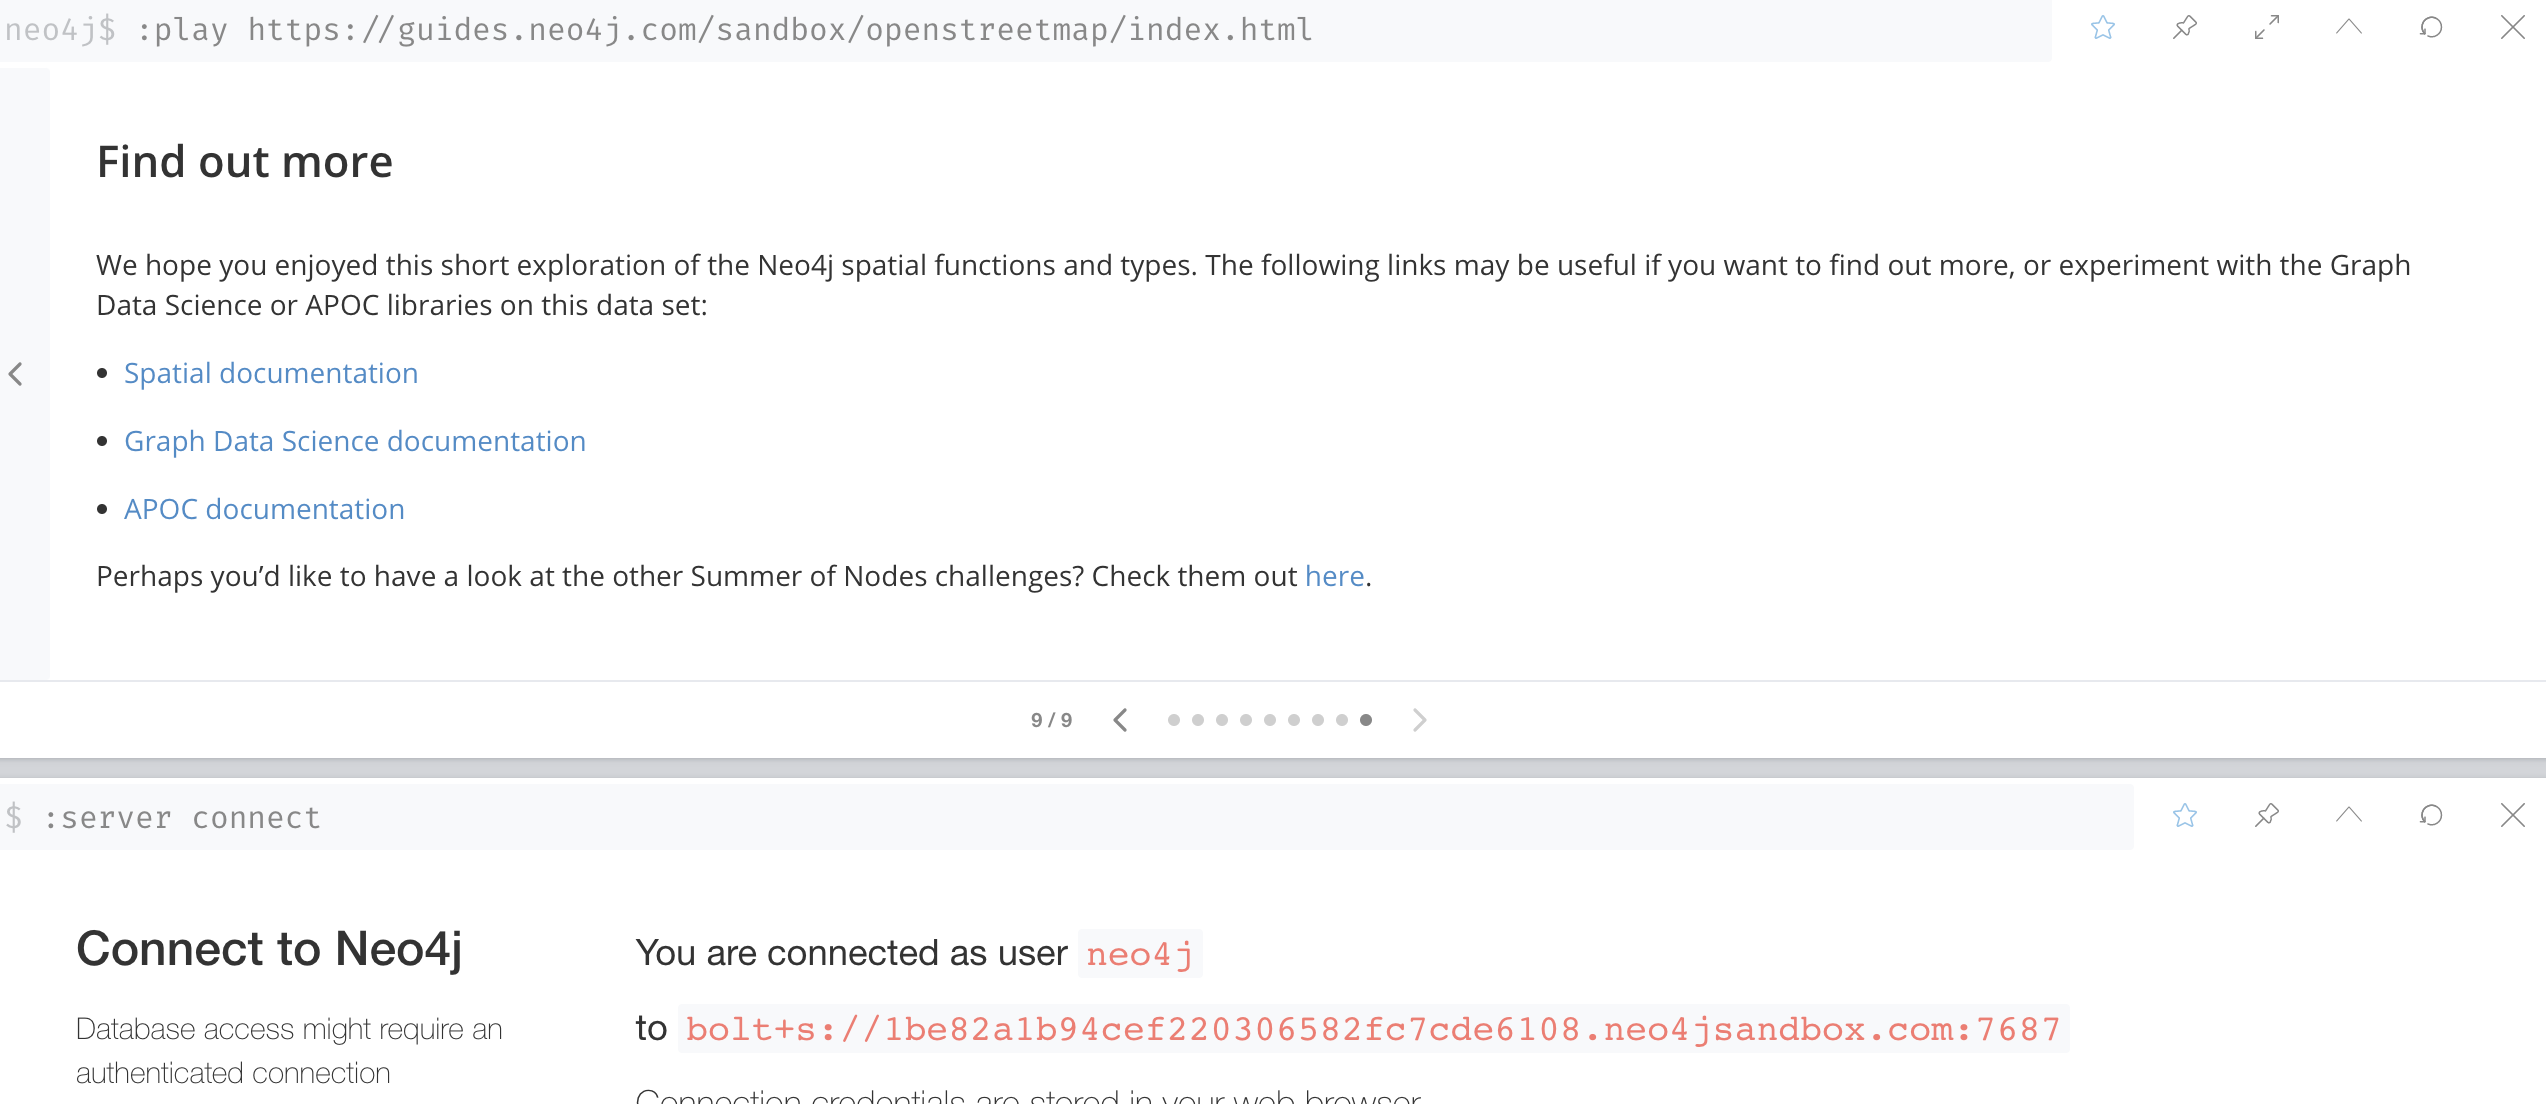 neo4j$ :play https://guides.neo4j.com/sandbox/openstreetmap/index.html
Find out more
We hope you enjoyed this short exploration of the Neo4j spatial functions and types. The following links may be useful if you want to find out more, or experiment with the Graph
Data Science or APOC libraries on this data set:
Spatial documentation
Graph Data Science documentation
APOC documentation
Perhaps you’d like to have a look at the other Summer of Nodes challenges? Check them out here.
9 / 9
$ :server connect
Connect to Neo4j
Database access might require an
authenticated connection
You are connected as user neo4j
to bolt+s://1be82a1b94cef220306582fc7cde6108.neo4jsandbox.com:7687
Connection credentials are stored in your web browser